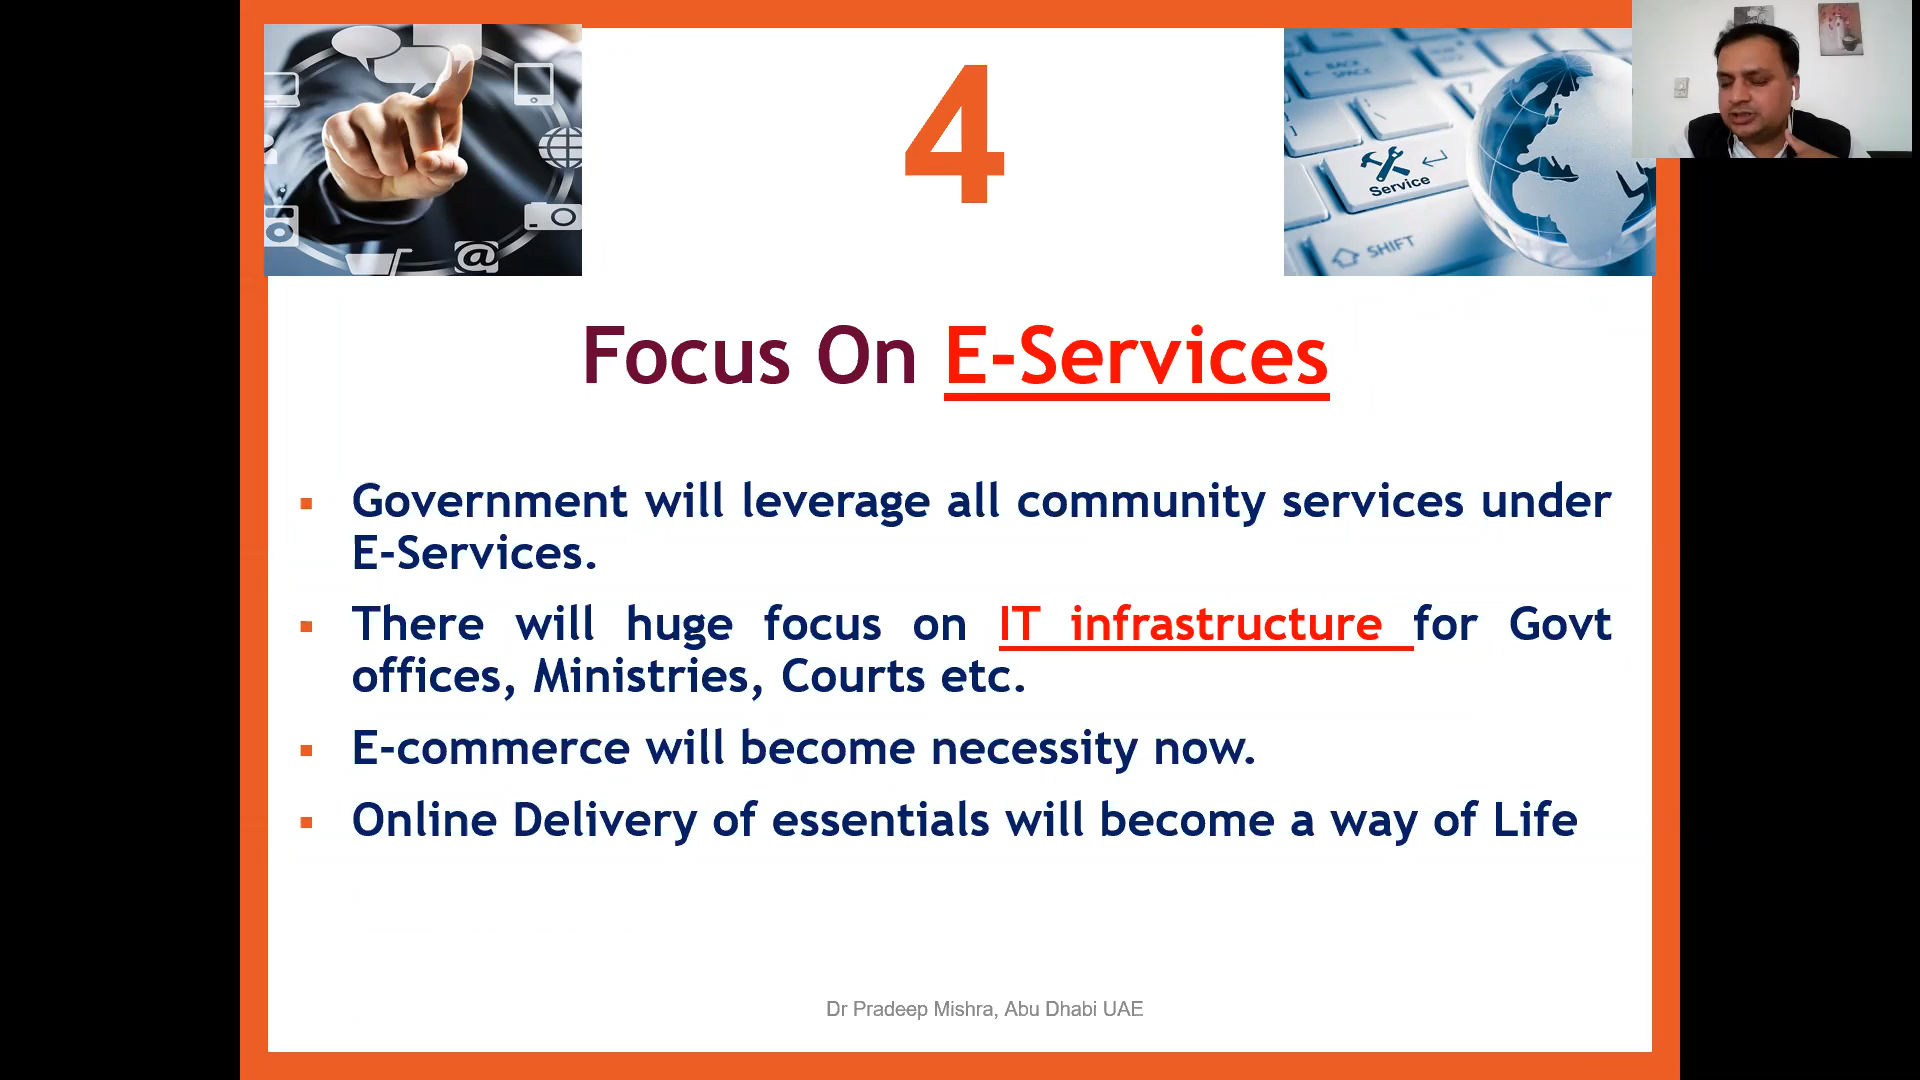 4
BACK
SPACE
Service
SHIFT
@
Focus On E-Services
Government will leverage all community services under
E-Services.
There will huge focus on IT infrastructure for Govt
offices, Ministries, Courts etc.
E-commerce will become necessity now.
Online Delivery of essentials will become a way of Life
Dr Pradeep Mishra, Abu Dhabi UAE